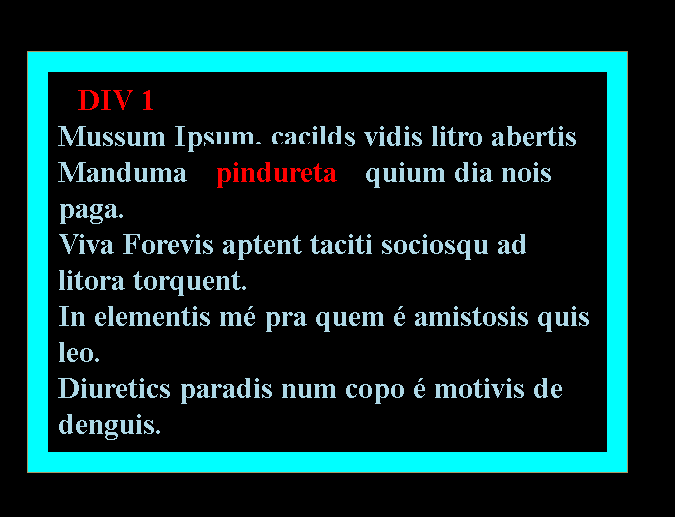 DIV 1
Mussum Ipsum, cacilds vidis litro abertis
Manduma pindureta quium dia nois
paga.
Viva Forevis aptent taciti sociosqu ad
litora torquent.
In elementis mé pra quem é amistosis quis
leo.
Diuretics paradis num copo é motivis de
denguis.